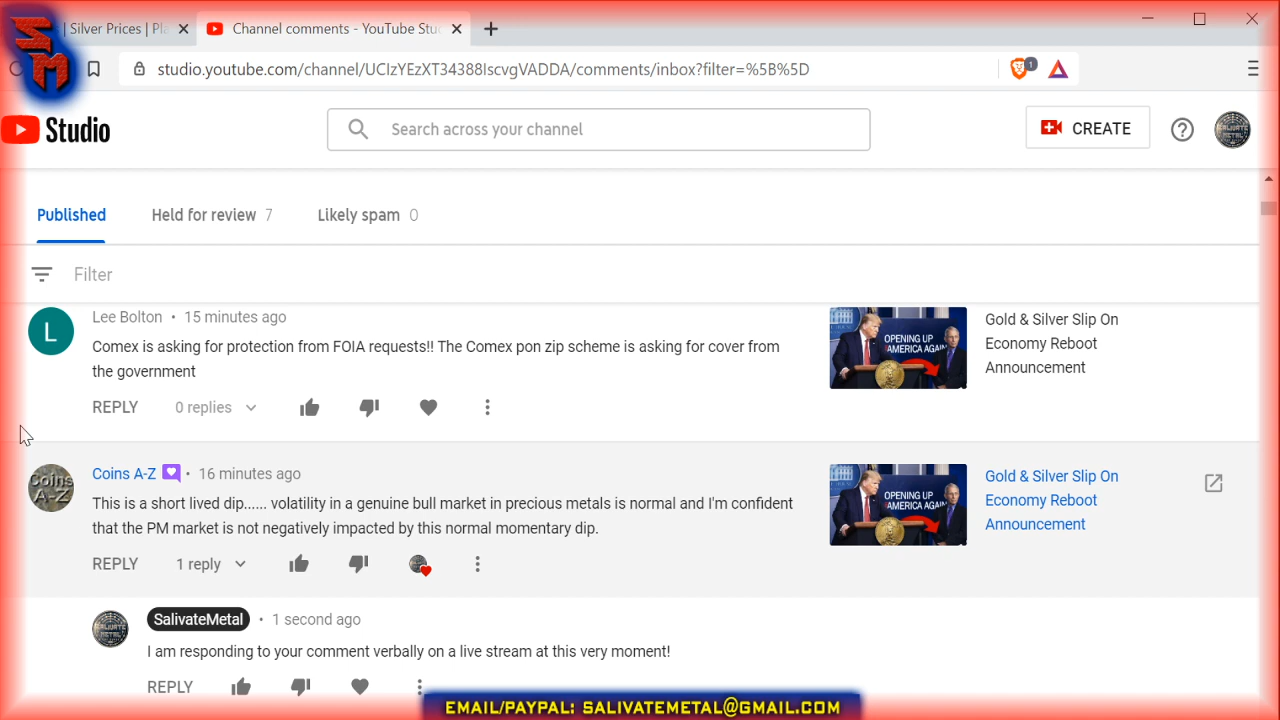 SM
| Silver Prices | Pla
Channel comments - YouTube Stu
studio.youtube.com/channel/UCIzYEzXT34388IscvgVADDA/comments/inbox?filter=%5B%5D
1
Studio
Search across your channel
CREATE
Published
Held for review 7
Likely spam 0
Filter
L
Lee Bolton • 15 minutes ago
Comex is asking for protection from FOIA requests!! The Comex pon zip scheme is asking for cover from
the government
REPLY
0 replies
OPENING UP
AMERICA AGAIN
Gold & Silver Slip On
Economy Reboot
Announcement
Coins
A-Z
Coins A-Z • 16 minutes ago
This is a short lived dip...... volatility in a genuine bull market in precious metals is normal and I'm confident
that the PM market is not negatively impacted by this normal momentary dip.
REPLY
1 reply
OPENING UP
AMERICA AGAIN
Gold & Silver Slip On
Economy Reboot
Announcement
SalivateMetal • 1 second ago
I am responding to your comment verbally on a live stream at this very moment!
REPLY
EMAIL/PAYPAL: SALIVATEMETAL@GMAIL.COM